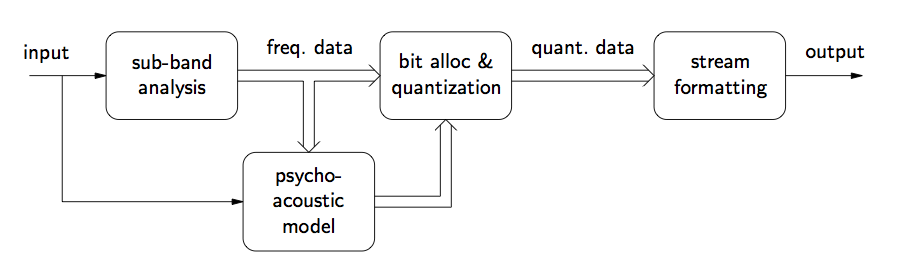 input
sub-band
analysis
freq. data
bit alloc &
quantization
quant. data
stream
formatting
output
psycho-
acoustic
model